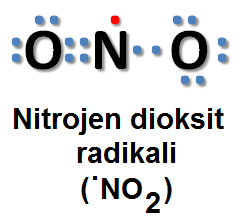 O N O
Nitrojen dioksit
radikali
(˙NO2)